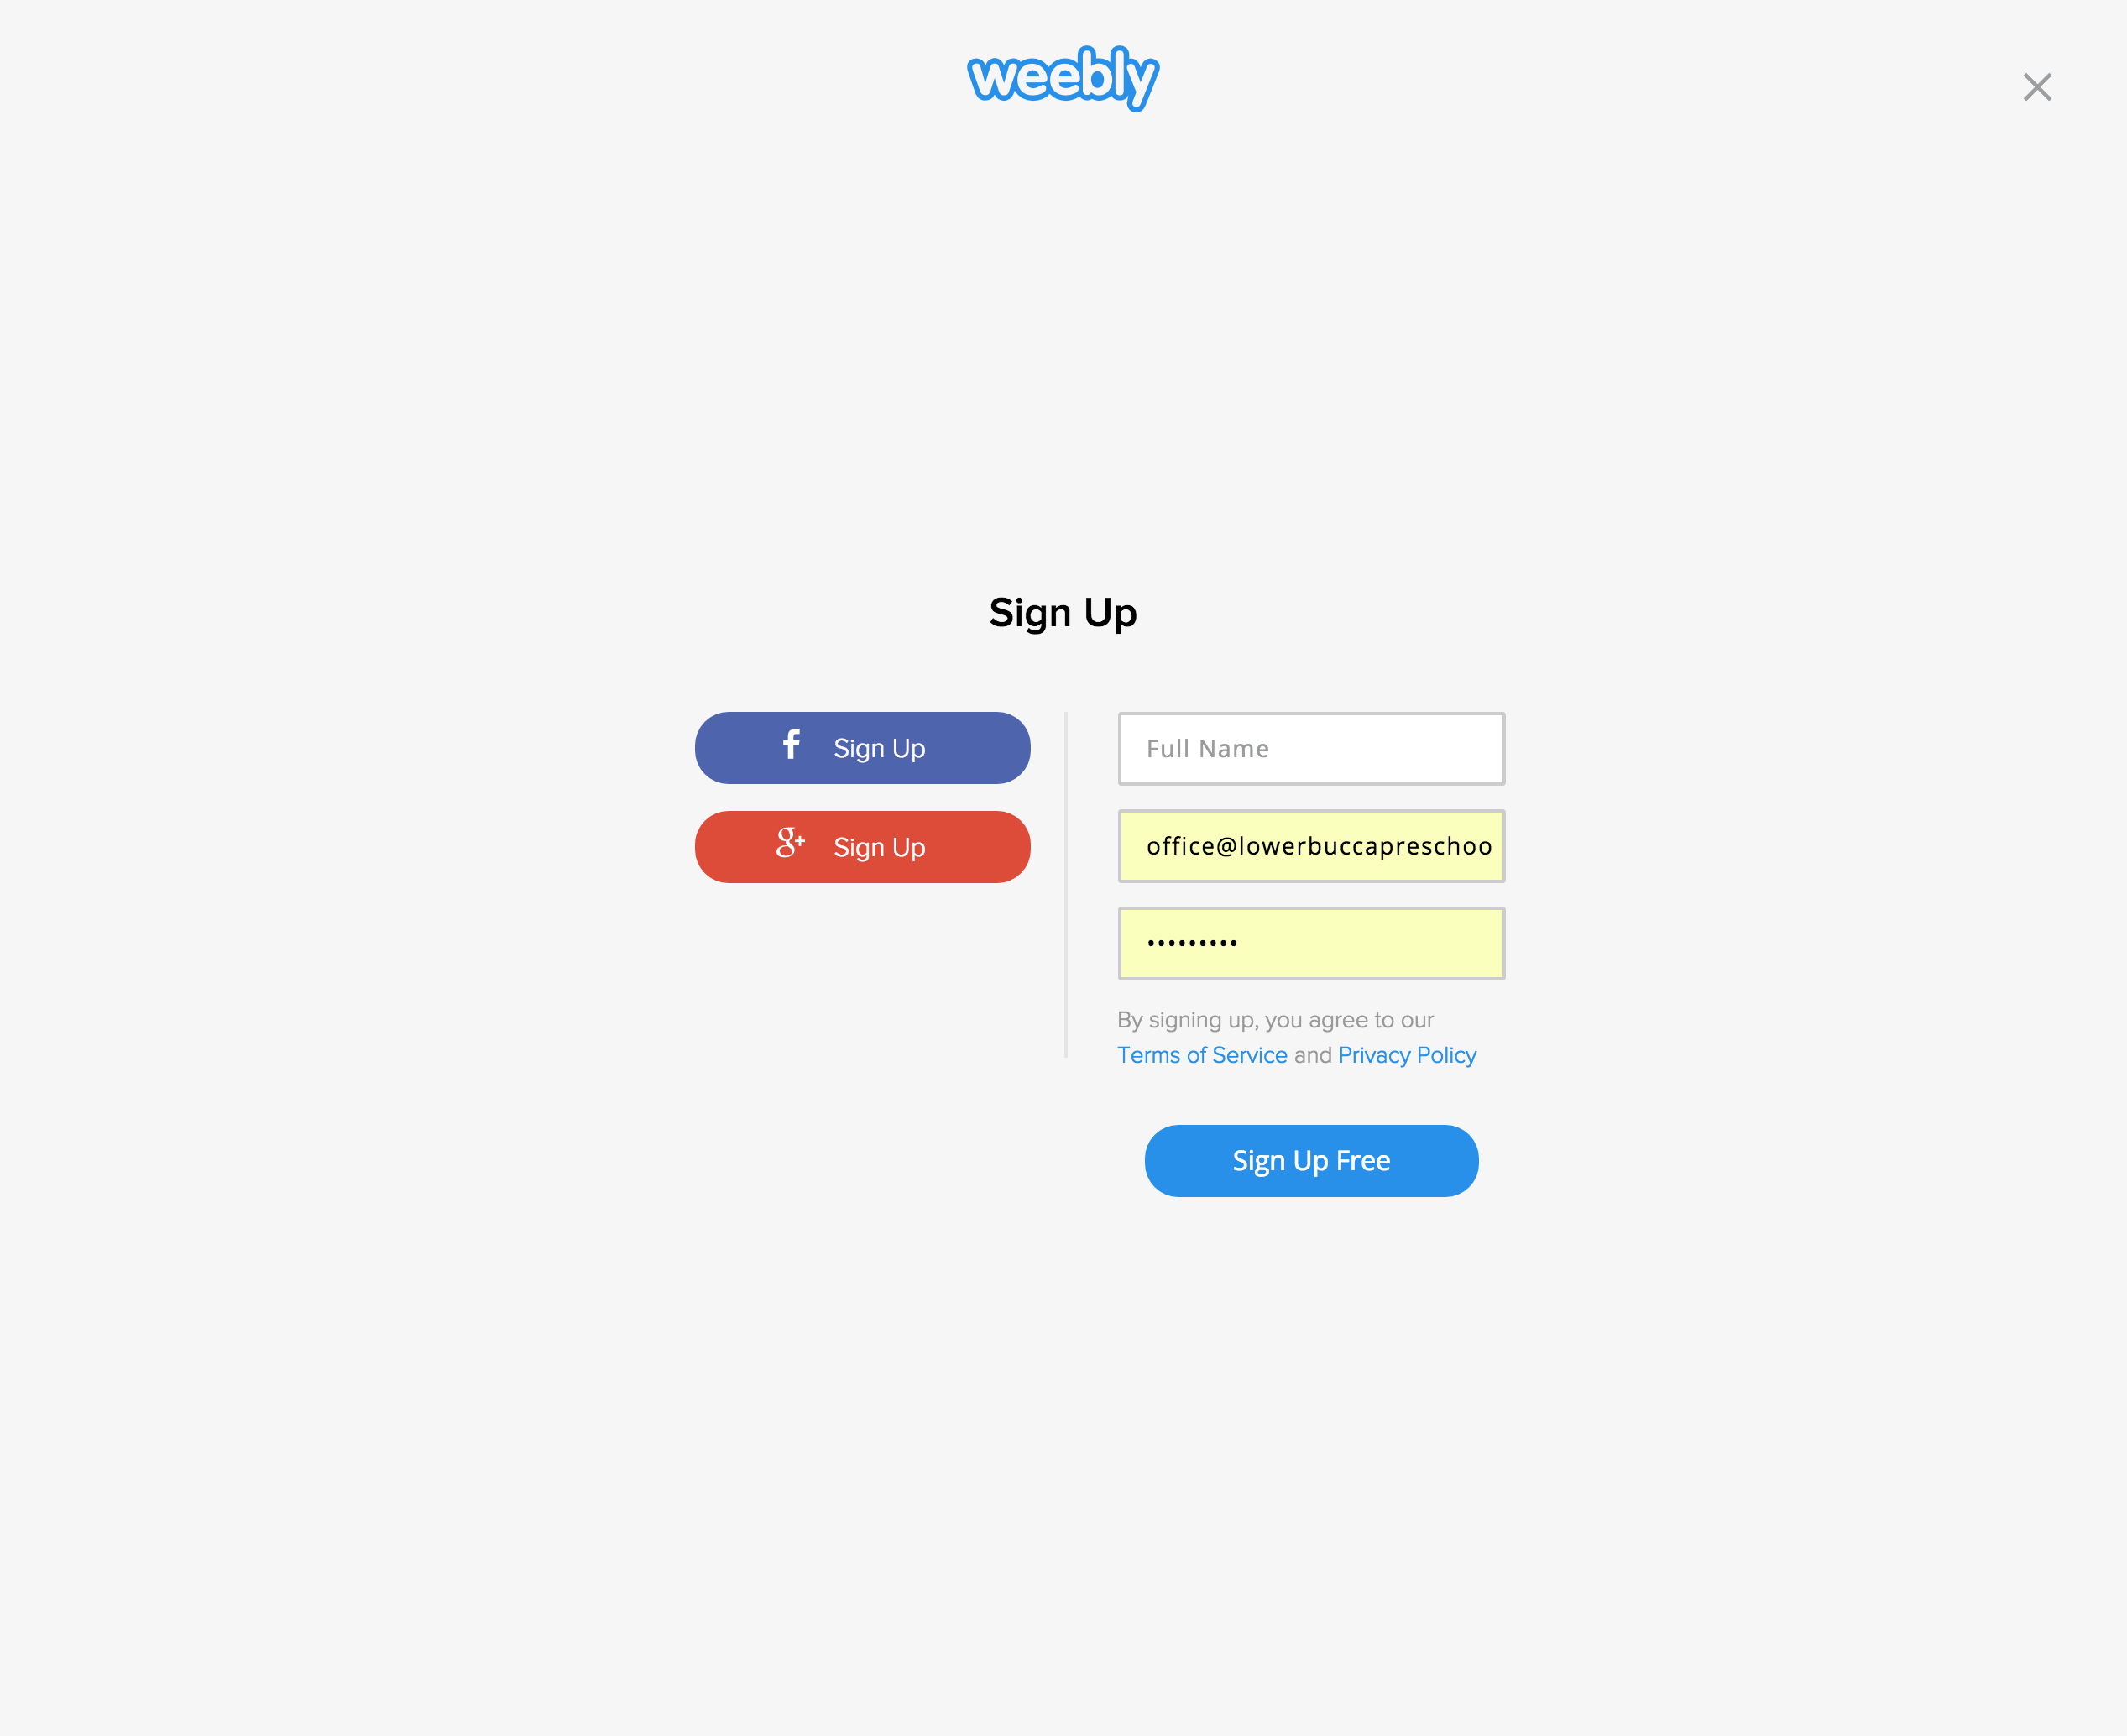 weebly
Sign Up
f Sign Up
g+ Sign Up
Full Name
office@lowerbuccapreschoo
•••••••••
By signing up, you agree to our
Terms of Service and Privacy Policy
Sign Up Free